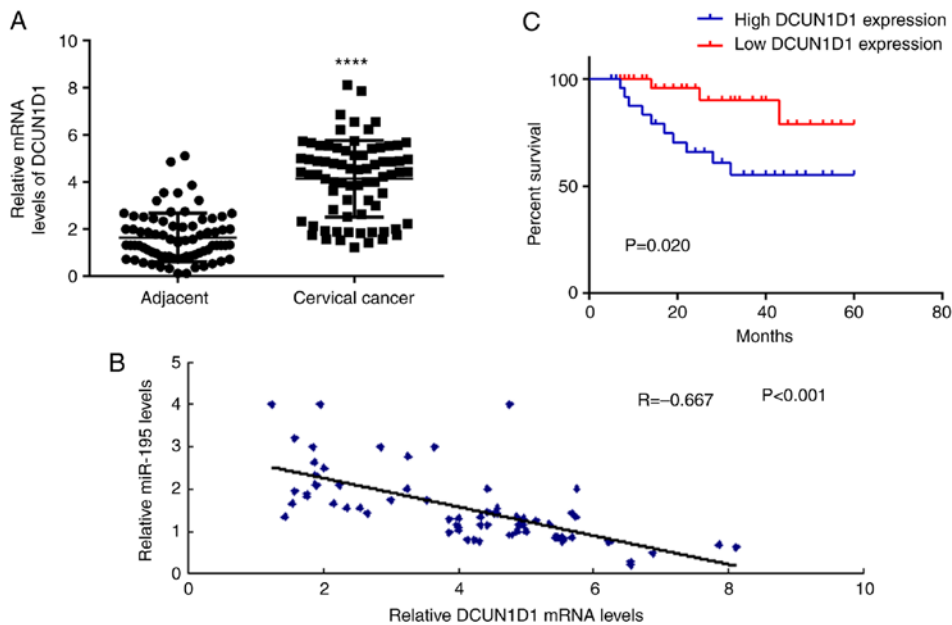 A
Relative mRNA
levels of DCUN1D1
10
8
6
4
2
0
****
Adjacent
Cervical cancer
C
High DCUN1D1 expression
Low DCUN1D1 expression
Percent survival
100
50
0
P=0.020
0
20
40
60
80
Months
B
Relative miR-195 levels
5
4
3
2
1
0
R=−0.667
P<0.001
0
2
4
6
8
10
Relative DCUN1D1 mRNA levels